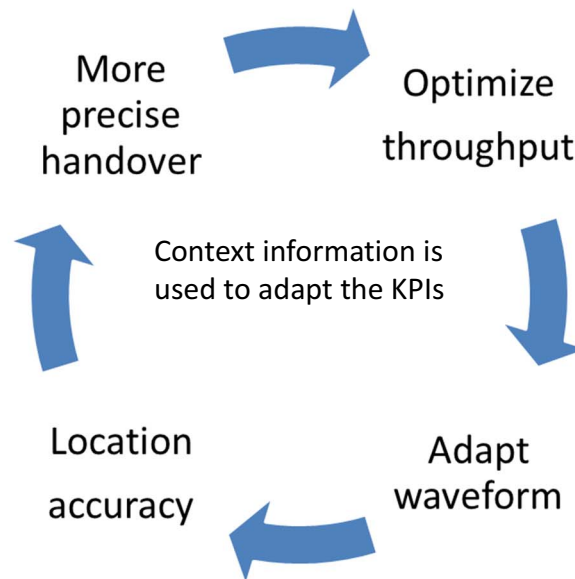 More
precise
handover
Optimize
throughput
Context information is
used to adapt the KPIs
Location
accuracy
Adapt
waveform